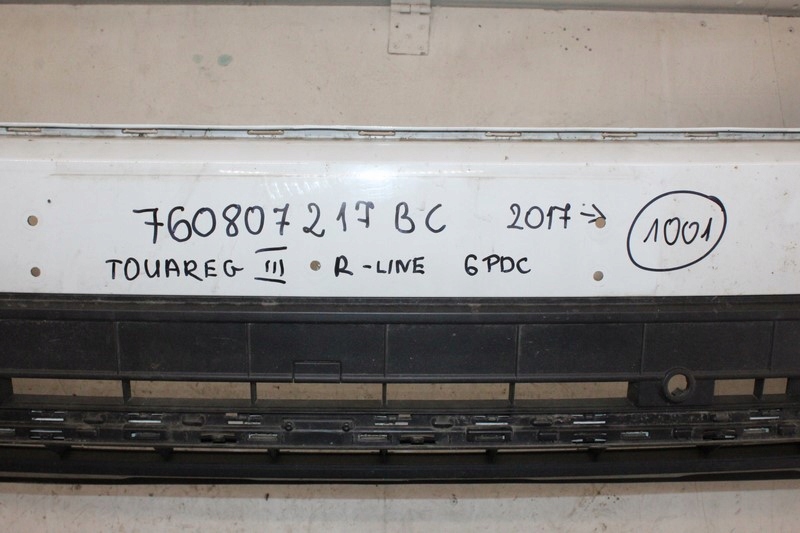 760807217 BC 2017→ 1001
TOUAREG III R-LINE 6PDC